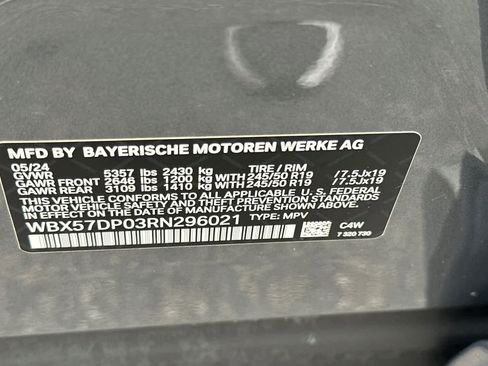 MFD BY BAYERISCHE MOTOREN WERKE AG
05/24
GVWR 5357 lbs 2430 kg TIRE / RIM
GAWR FRONT 2646 lbs 1200 kg 245/50 R19 /7.5Jx19
GAWR REAR 3109 lbs 1410 kg 245/50 R19 /7.5Jx19
THIS VEHICLE CONFORMS TO ALL APPLICABLE U.S. FEDERAL
MOTOR VEHICLE SAFETY AND THEFT PREVENTION STANDARDS
IN EFFECT ON THE DATE OF MANUFACTURE SHOWN ABOVE.
WBX57DP03RN296021 TYPE: MPV C4W
7 320 730